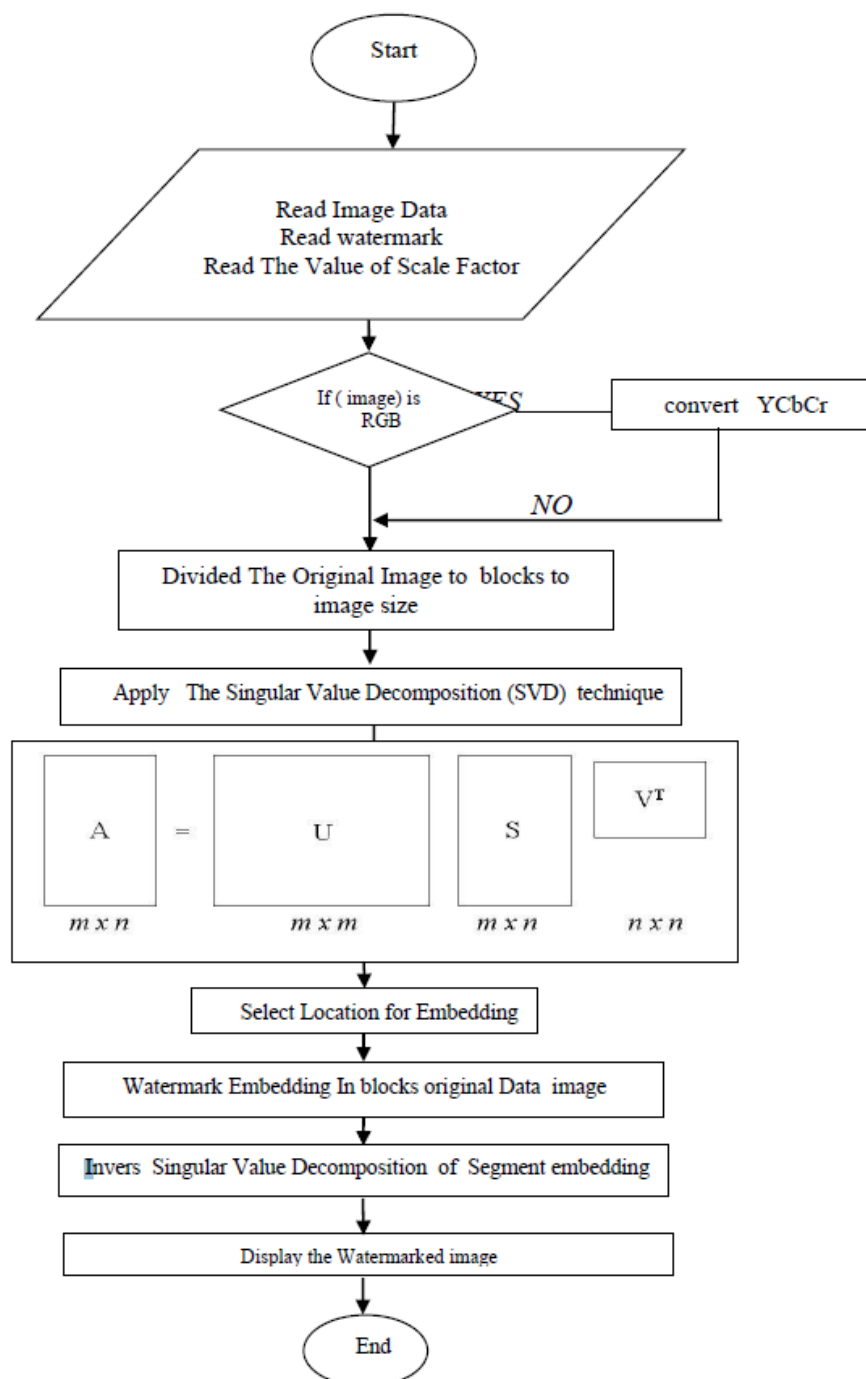 Start
Read Image Data
Read watermark
Read The Value of Scale Factor
If ( image) is
RGB
YES
convert YCbCr
NO
Divided The Original Image to blocks to
image size
Apply The Singular Value Decomposition (SVD) technique
A = U S Vᵀ
m x n m x m m x n n x n
Select Location for Embedding
Watermark Embedding In blocks original Data image
Invers Singular Value Decomposition of Segment embedding
Display the Watermarked image
End